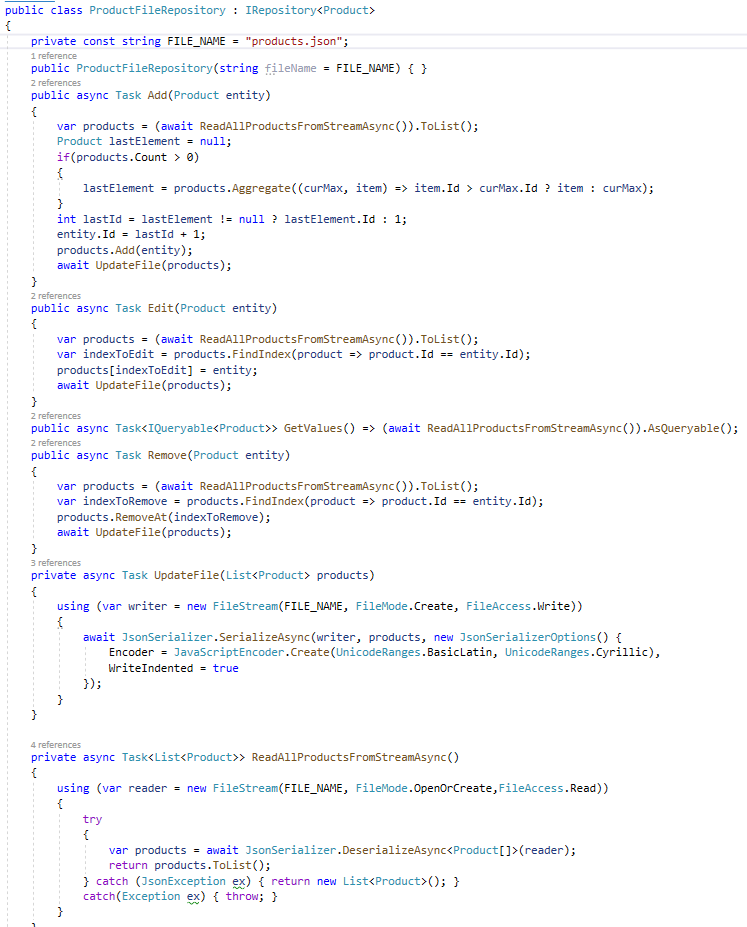 public class ProductFileRepository : IRepository<Product>
{
    private const string FILE_NAME = "products.json";
    1 reference
    public ProductFileRepository(string fileName = FILE_NAME) { }
    2 references
    public async Task Add(Product entity)
    {
        var products = (await ReadAllProductsFromStreamAsync()).ToList();
        Product lastElement = null;
        if(products.Count > 0)
        {
            lastElement = products.Aggregate((curMax, item) => item.Id > curMax.Id ? item : curMax);
        }
        int lastId = lastElement != null ? lastElement.Id : 1;
        entity.Id = lastId + 1;
        products.Add(entity);
        await UpdateFile(products);
    }
    2 references
    public async Task Edit(Product entity)
    {
        var products = (await ReadAllProductsFromStreamAsync()).ToList();
        var indexToEdit = products.FindIndex(product => product.Id == entity.Id);
        products[indexToEdit] = entity;
        await UpdateFile(products);
    }
    2 references
    public async Task<IQueryable<Product>> GetValues() => (await ReadAllProductsFromStreamAsync()).AsQueryable();
    2 references
    public async Task Remove(Product entity)
    {
        var products = (await ReadAllProductsFromStreamAsync()).ToList();
        var indexToRemove = products.FindIndex(product => product.Id == entity.Id);
        products.RemoveAt(indexToRemove);
        await UpdateFile(products);
    }
    3 references
    private async Task UpdateFile(List<Product> products)
    {
        using (var writer = new FileStream(FILE_NAME, FileMode.Create, FileAccess.Write))
        {
            await JsonSerializer.SerializeAsync(writer, products, new JsonSerializerOptions() {
                Encoder = JavaScriptEncoder.Create(UnicodeRanges.BasicLatin, UnicodeRanges.Cyrillic),
                WriteIndented = true
            });
        }
    }
    4 references
    private async Task<List<Product>> ReadAllProductsFromStreamAsync()
    {
        using (var reader = new FileStream(FILE_NAME, FileMode.OpenOrCreate,FileAccess.Read))
        {
            try
            {
                var products = await JsonSerializer.DeserializeAsync<Product[]>(reader);
                return products.ToList();
            } catch (JsonException ex) { return new List<Product>(); }
            catch(Exception ex) { throw; }
        }
    }